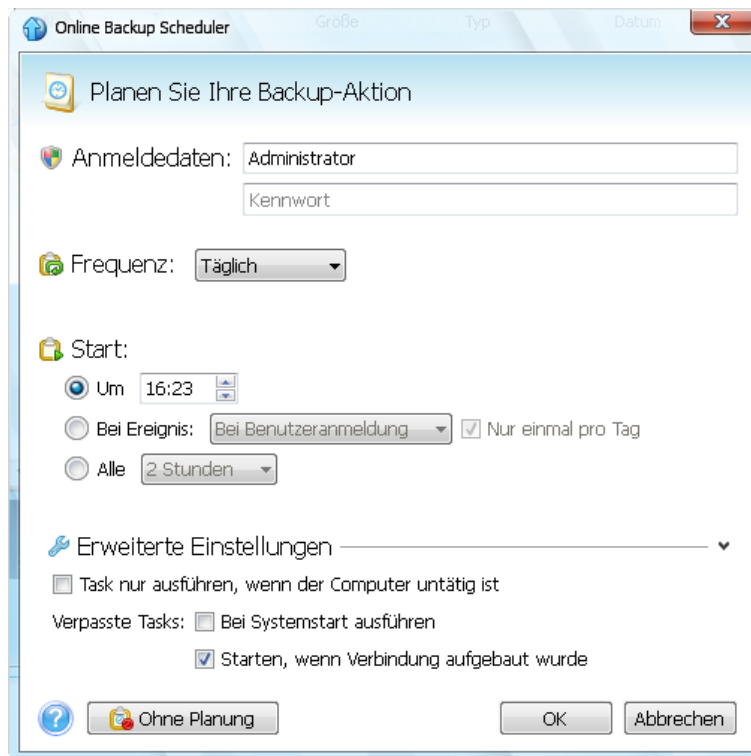 Online Backup Scheduler
Größe Typ Datum
Planen Sie Ihre Backup-Aktion
Anmeldedaten: Administrator
Kennwort
Frequenz: Täglich
Start:
Um 16:23
Bei Ereignis: Bei Benutzeranmeldung Nur einmal pro Tag
Alle 2 Stunden
Erweiterte Einstellungen
Task nur ausführen, wenn der Computer untätig ist
Verpasste Tasks: Bei Systemstart ausführen
Starten, wenn Verbindung aufgebaut wurde
Ohne Planung OK Abbrechen